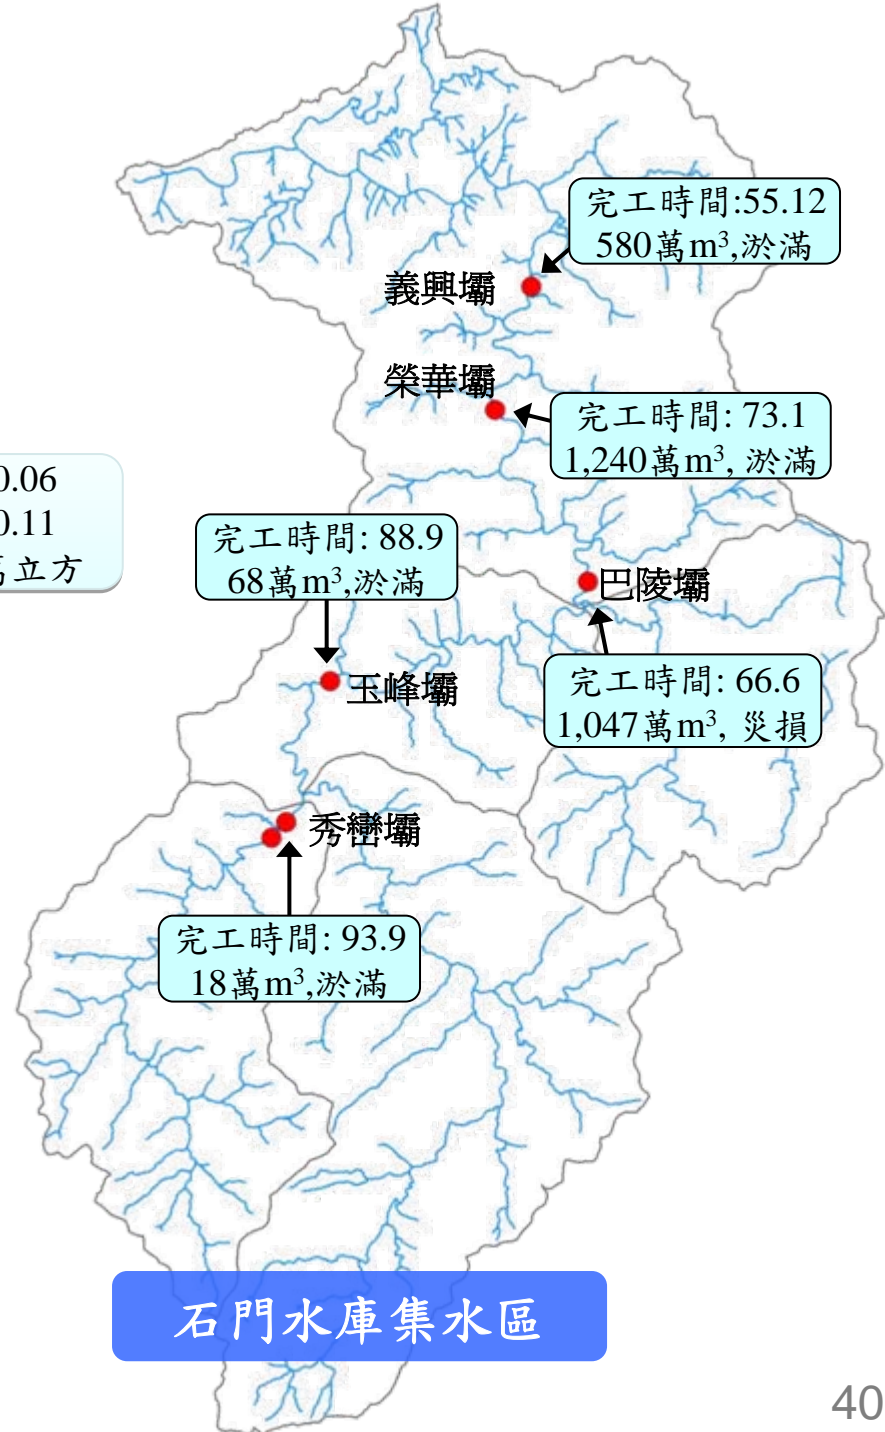 完工時間:55.12
580萬m³,淤滿
義興壩
榮華壩
完工時間: 73.1
1,240萬m³, 淤滿
0.06
0.11
立方
完工時間: 88.9
68萬m³,淤滿
巴陵壩
玉峰壩
完工時間: 66.6
1,047萬m³, 災損
秀巒壩
完工時間: 93.9
18萬m³,淤滿
石門水庫集水區
40